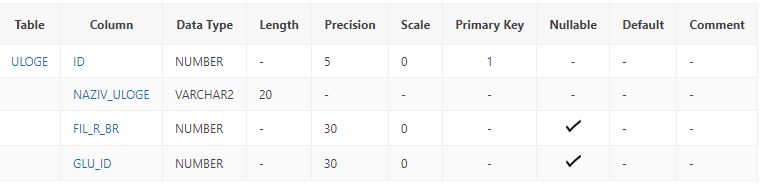 Table Column Data Type Length Precision Scale Primary Key Nullable Default Comment
ULOGE ID NUMBER - 5 0 1 - - -
NAZIV_ULOGE VARCHAR2 20 - - - - - -
FIL_R_BR NUMBER - 30 0 - ✓ - -
GLU_ID NUMBER - 30 0 - ✓ - -